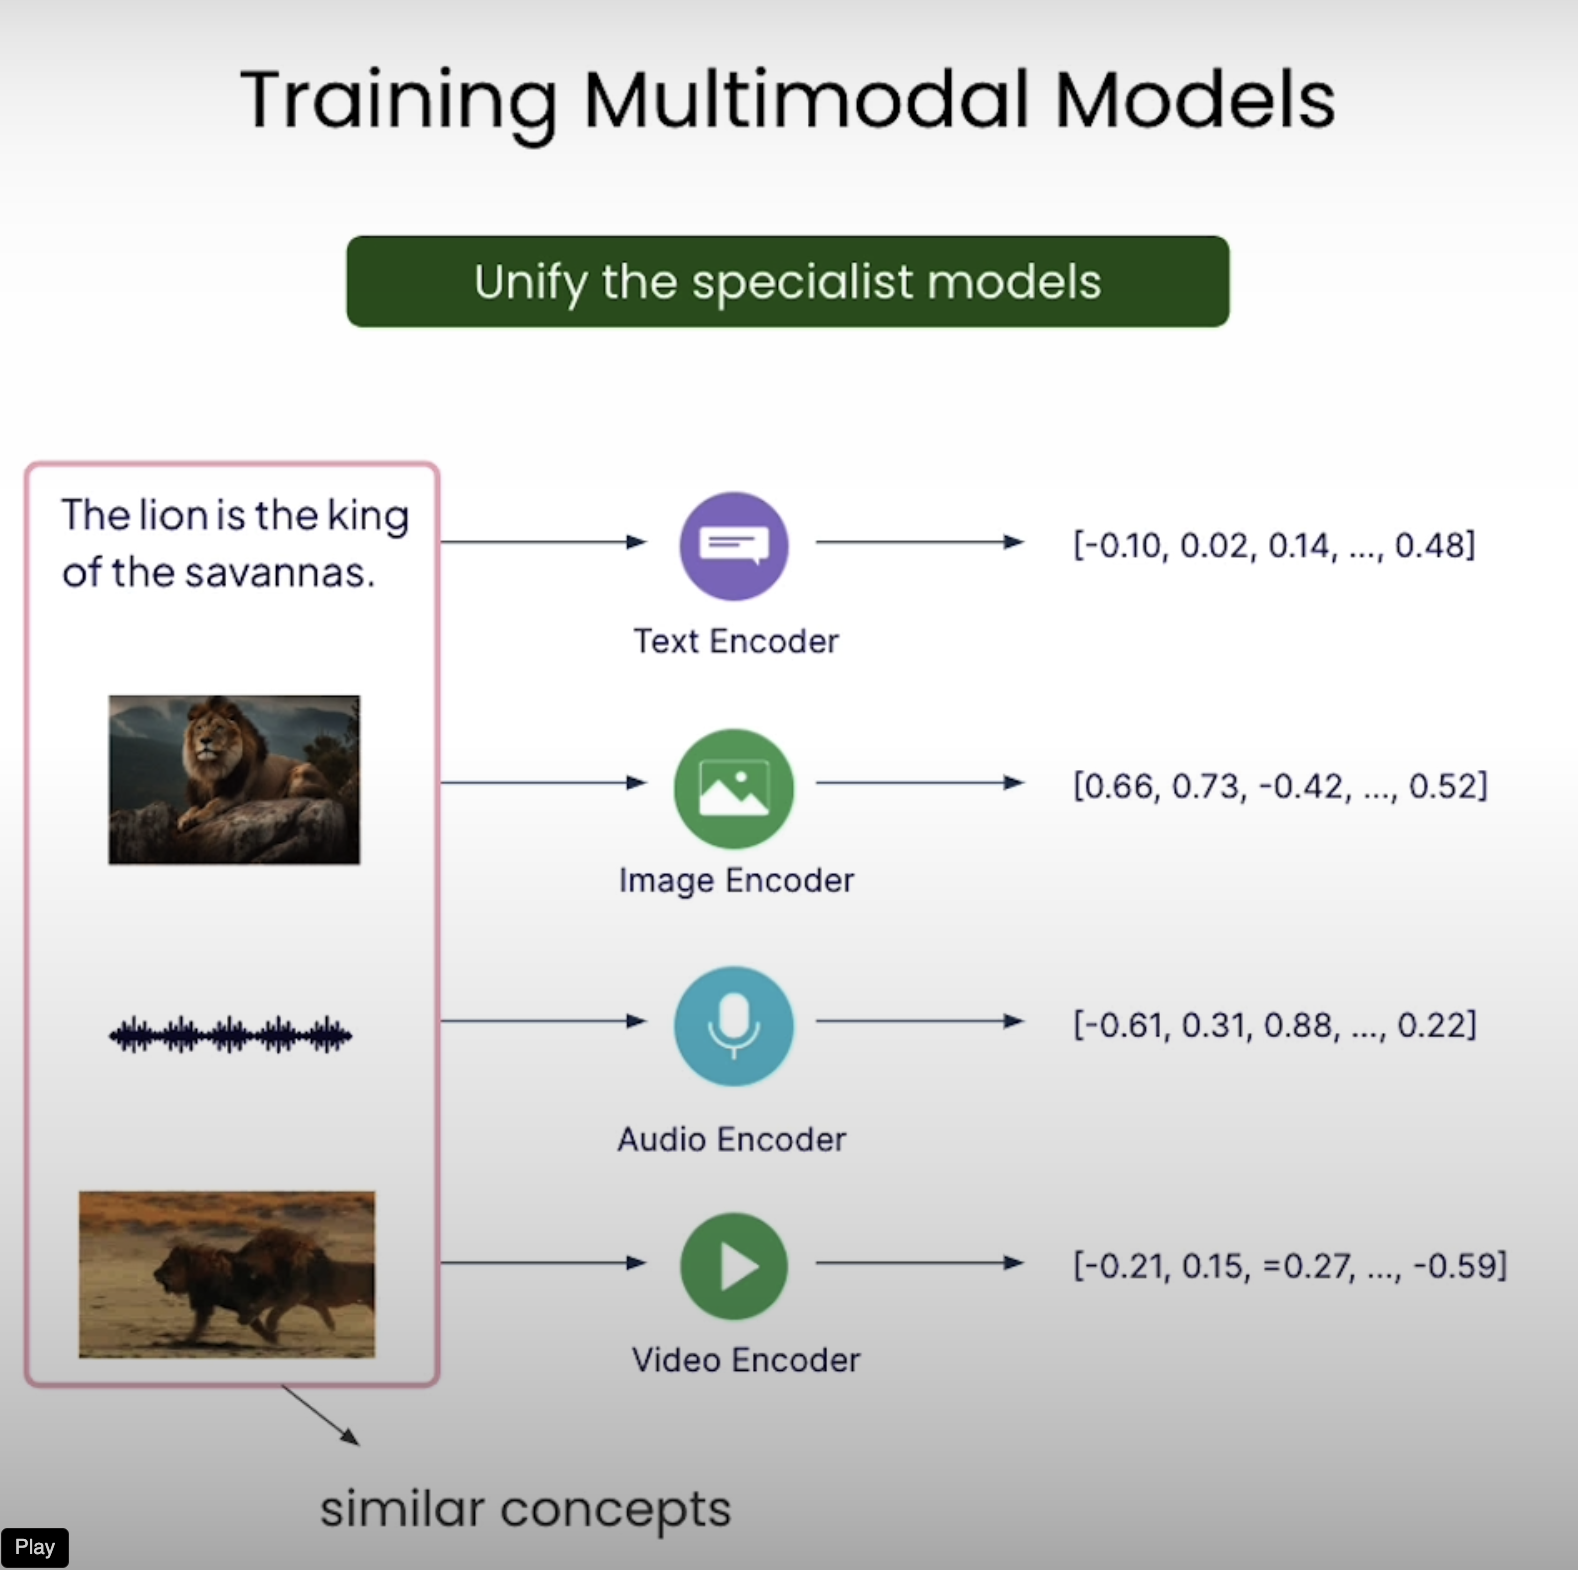 Training Multimodal Models
Unify the specialist models
The lion is the king
of the savannas.
[-0.10, 0.02, 0.14, ..., 0.48]
Text Encoder
[0.66, 0.73, -0.42, ..., 0.52]
Image Encoder
[-0.61, 0.31, 0.88, ..., 0.22]
Audio Encoder
[-0.21, 0.15, =0.27, ..., -0.59]
Video Encoder
similar concepts
Play